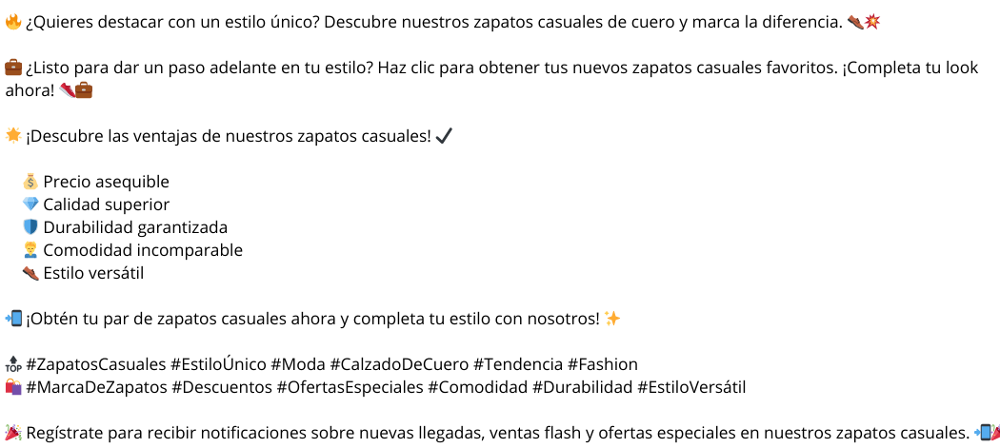 🔥 ¿Quieres destacar con un estilo único? Descubre nuestros zapatos casuales de cuero y marca la diferencia. 👞💥
💼 ¿Listo para dar un paso adelante en tu estilo? Haz clic para obtener tus nuevos zapatos casuales favoritos. ¡Completa tu look
ahora! 👟💼
🌟 ¡Descubre las ventajas de nuestros zapatos casuales! ✔️
💰 Precio asequible
💎 Calidad superior
🛡️ Durabilidad garantizada
💆‍♂️ Comodidad incomparable
👞 Estilo versátil
📲 ¡Obtén tu par de zapatos casuales ahora y completa tu estilo con nosotros! ✨
🔝 #ZapatosCasuales #EstiloÚnico #Moda #CalzadoDeCuero #Tendencia #Fashion
🛍️ #MarcaDeZapatos #Descuentos #OfertasEspeciales #Comodidad #Durabilidad #EstiloVersátil
🎉 Regístrate para recibir notificaciones sobre nuevas llegadas, ventas flash y ofertas especiales en nuestros zapatos casuales. 📲🎉